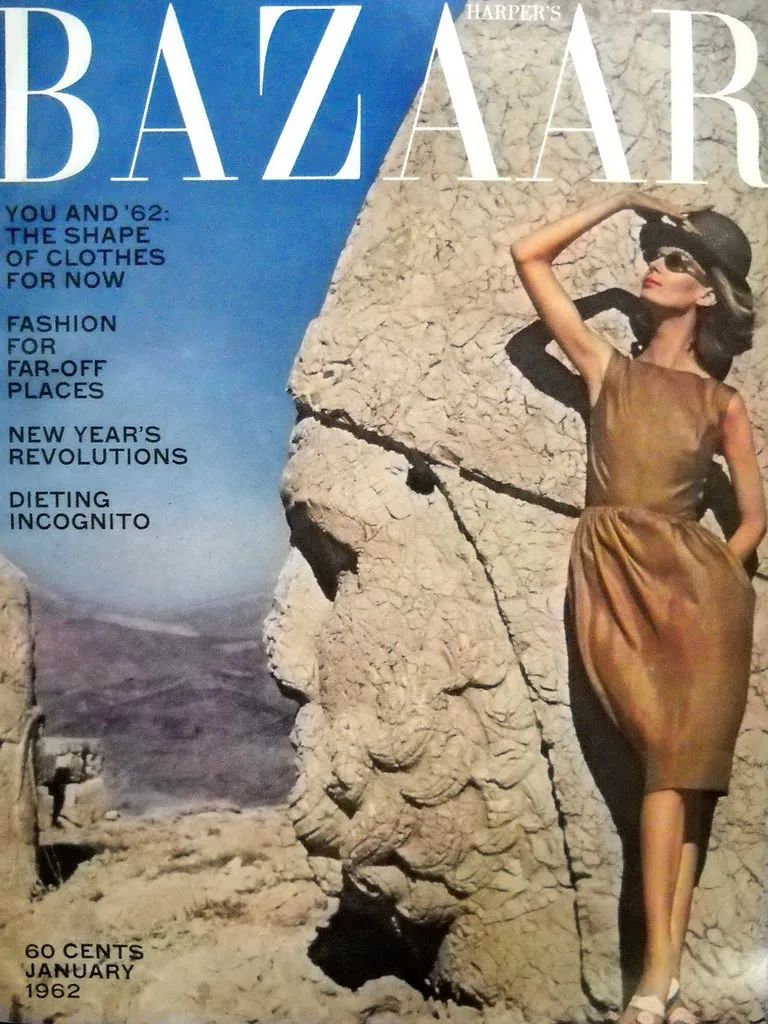 HARPER'S
BAZAAR
YOU AND '62:
THE SHAPE
OF CLOTHES
FOR NOW
FASHION
FOR
FAR-OFF
PLACES
NEW YEAR'S
REVOLUTIONS
DIETING
INCOGNITO
60 CENTS
JANUARY
1962